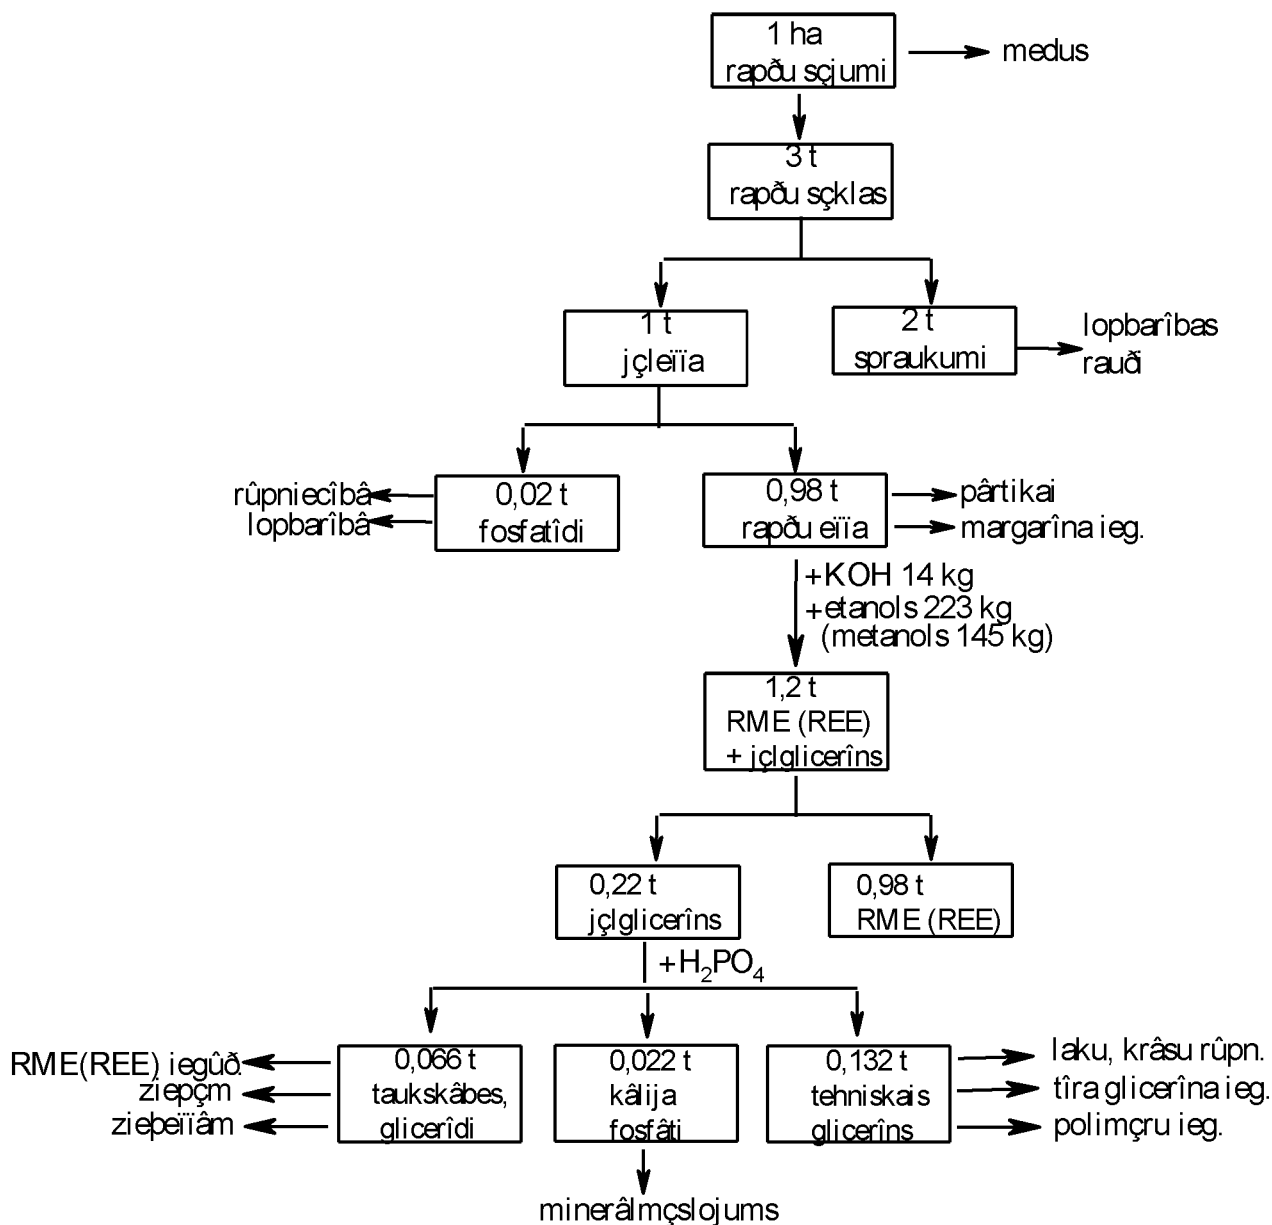 1 ha
rapðu sçjumi
medus
3 t
rapðu sçklas
1 t
jçleïïa
2 t
spraukumi
lopbarîbas
rauði
rûpniecîbâ
lopbarîbâ
0,02 t
fosfatîdi
0,98 t
rapðu eïïa
pârtikai
margarîna ieg.
+KOH 14 kg
+etanols 223 kg
(metanols 145 kg)
1,2 t
RME (REE)
+ jçlglicerîns
0,22 t
jçlglicerîns
0,98 t
RME (REE)
+H₂PO₄
RME(REE) iegûð.
ziepçm
zieþeïïâm
0,066 t
taukskâbes,
glicerîdi
0,022 t
kâlija
fosfâti
0,132 t
tehniskais
glicerîns
laku, krâsu rûpn.
tîra glicerîna ieg.
polimçru ieg.
minerâlmçslojums